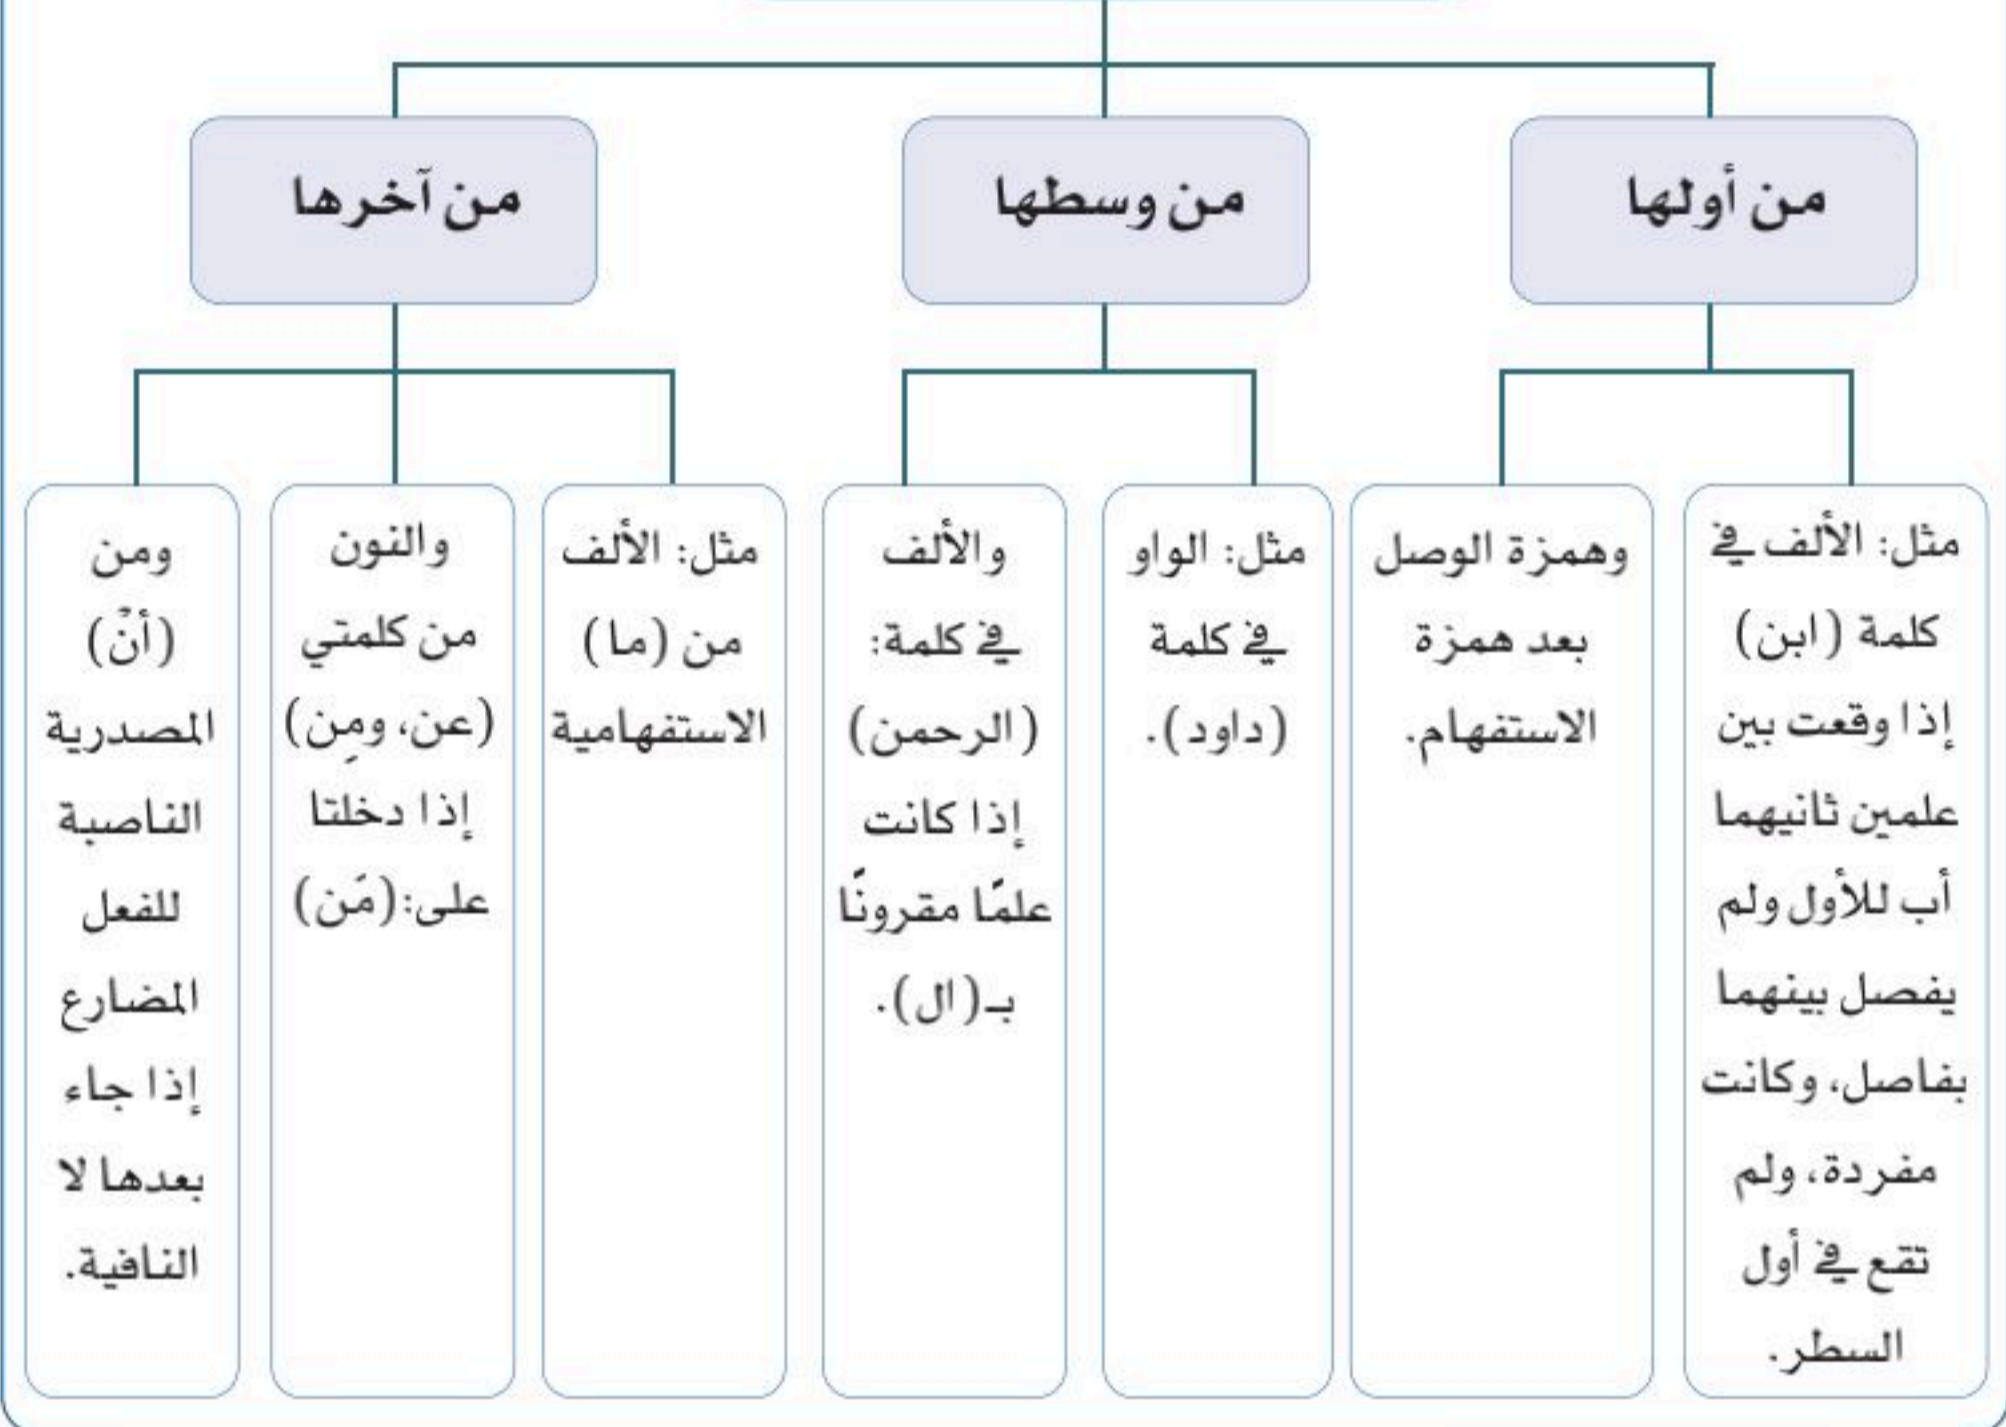 من أولها
من وسطها
من آخرها
مثل: الألف في
كلمة (ابن)
إذا وقعت بين
علمين ثانيهما
أب للأول ولم
يفصل بينهما
بفاصل، وكانت
مفردة، ولم
تقع في أول
السطر.
وهمزة الوصل
بعد همزة
الاستفهام.
مثل: الواو
في كلمة
(داود).
والألف
في كلمة:
(الرحمن)
إذا كانت
علمًا مقرونًا
بـ(ال).
مثل: الألف
من (ما)
الاستفهامية
والنون
من كلمتي
(عن، ومِن)
إذا دخلتا
على:(مَن)
ومن
(أنْ)
المصدرية
الناصبة
للفعل
المضارع
إذا جاء
بعدها لا
النافية.